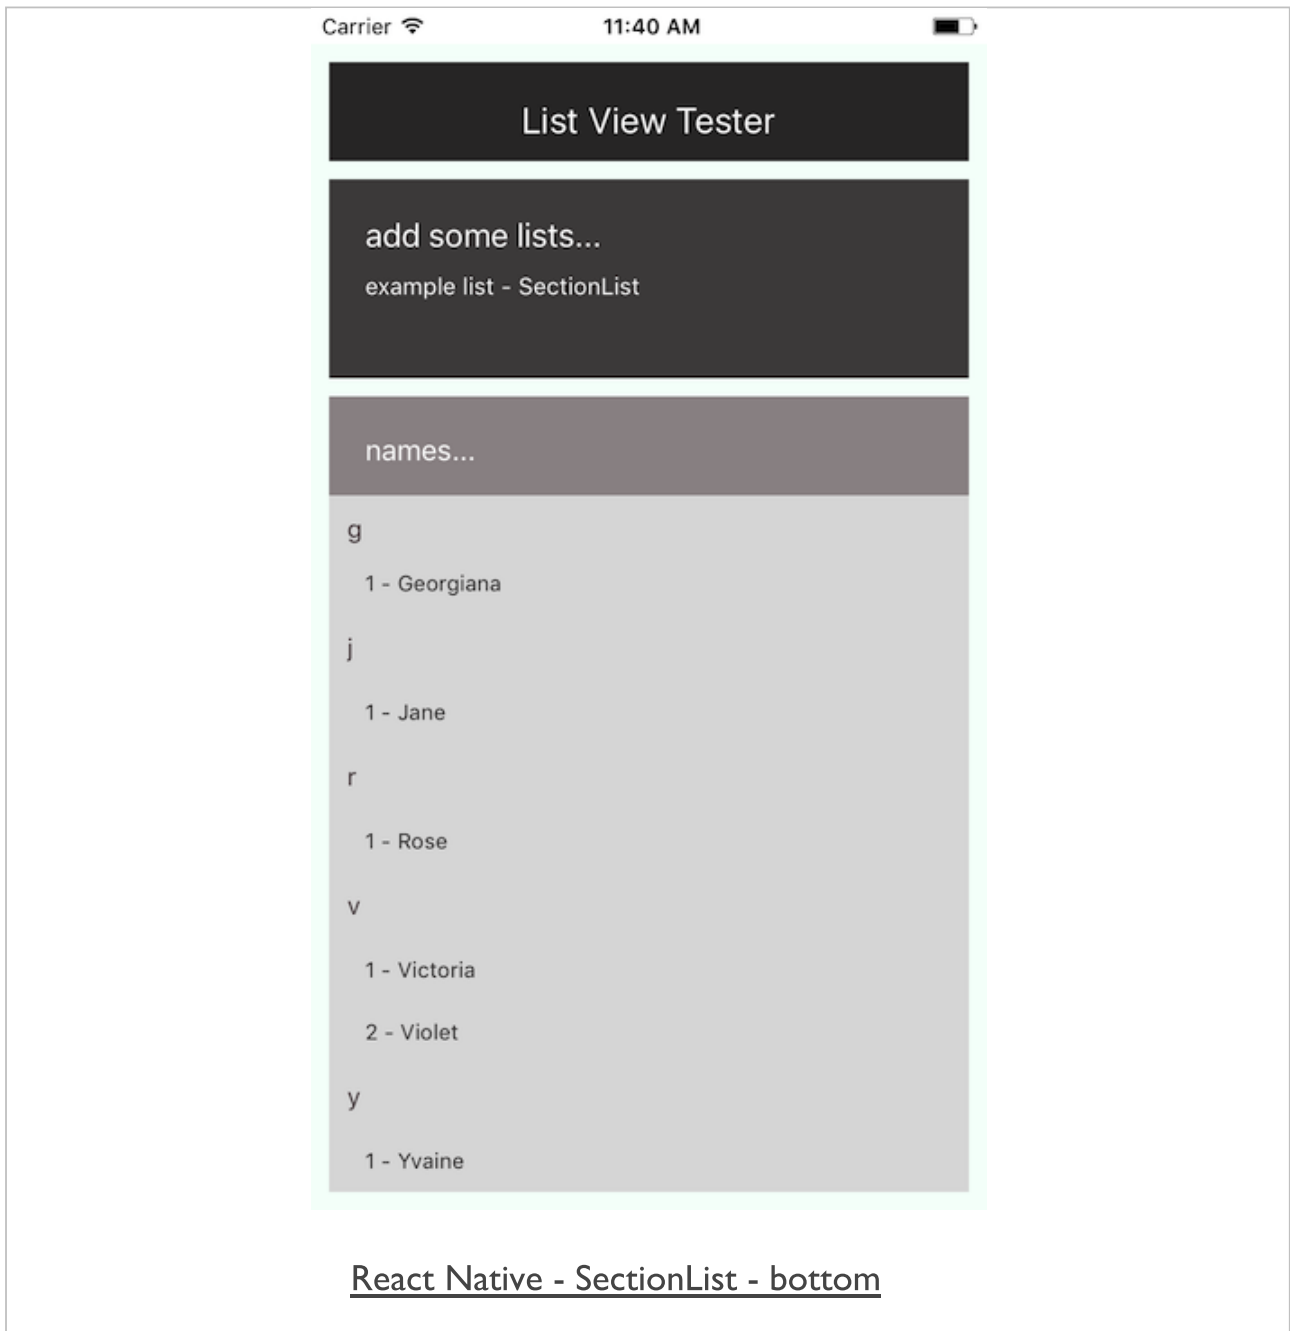 Carrier 11:40 AM
List View Tester
add some lists...
example list - SectionList
names...
g
1 - Georgiana
j
1 - Jane
r
1 - Rose
v
1 - Victoria
2 - Violet
y
1 - Yvaine
React Native - SectionList - bottom